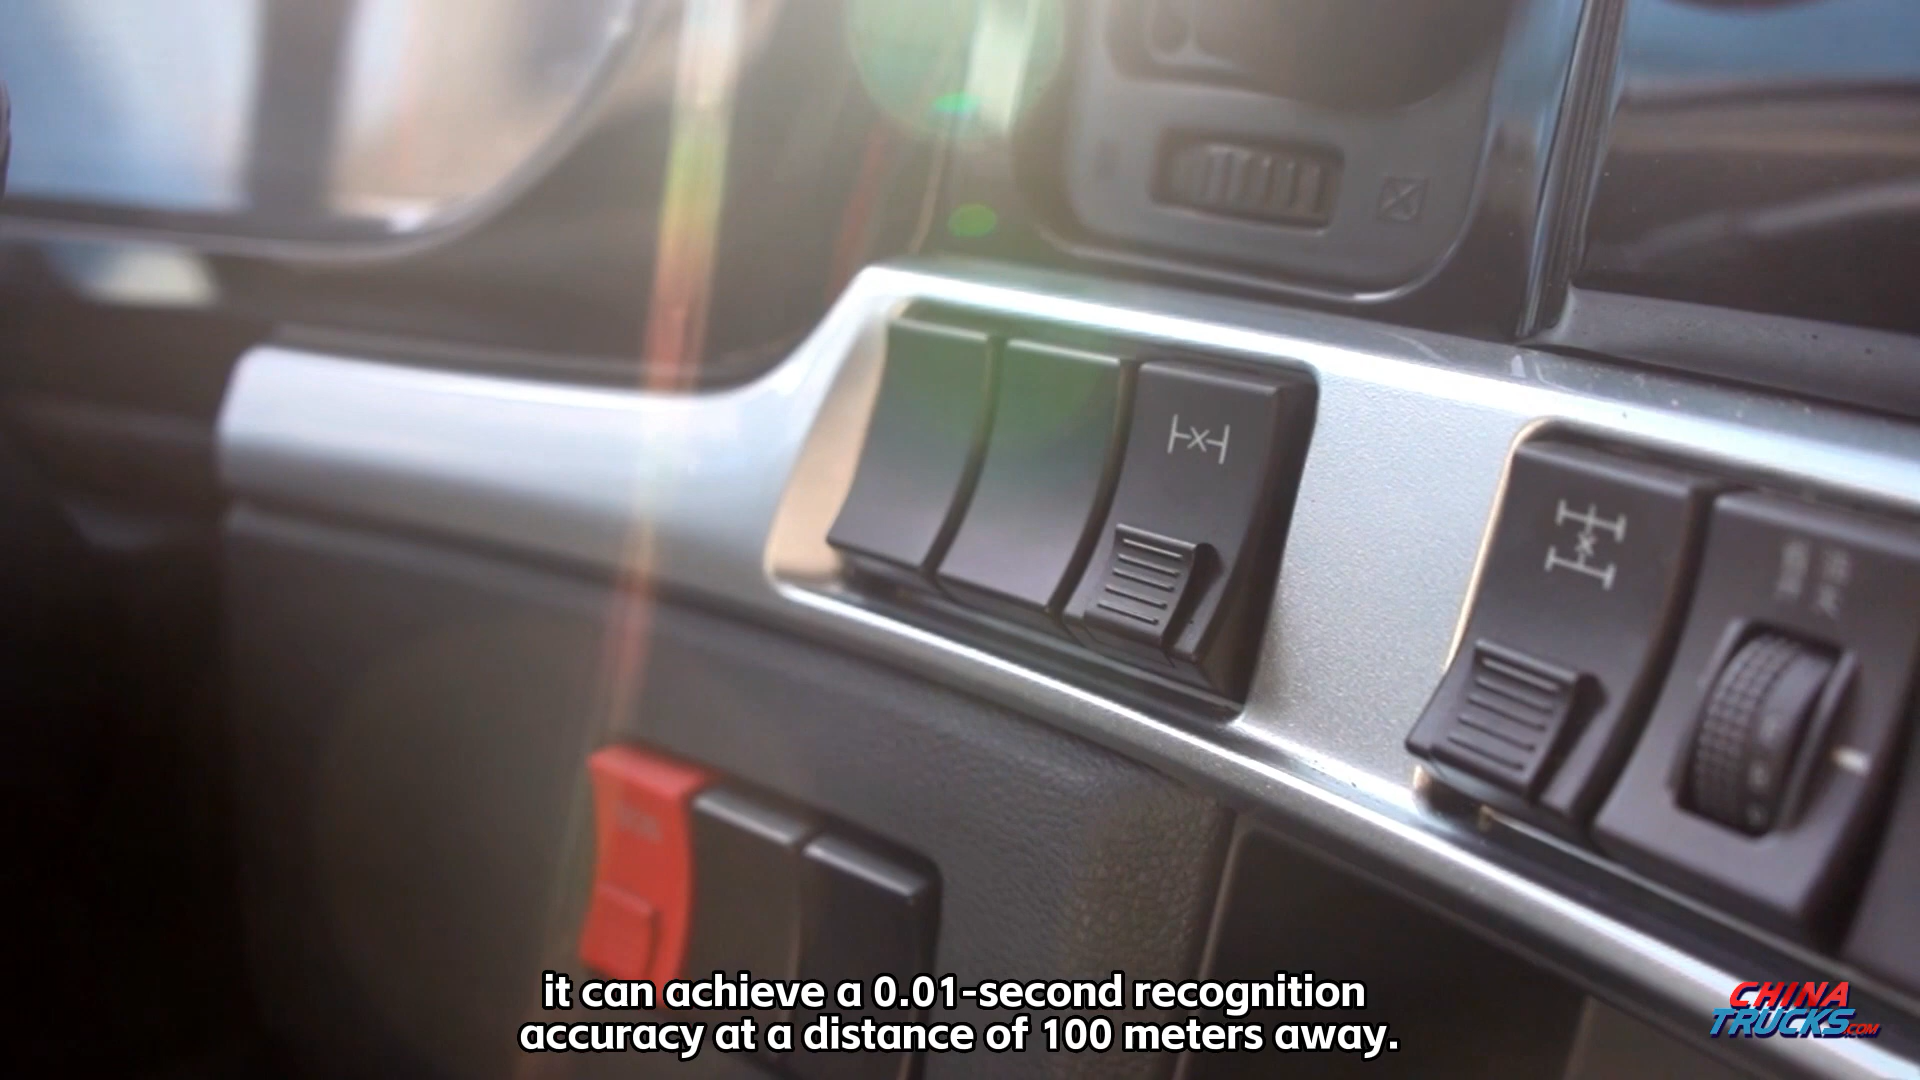 it can achieve a 0.01-second recognition
accuracy at a distance of 100 meters away.
CHINA
TRUCKS.COM